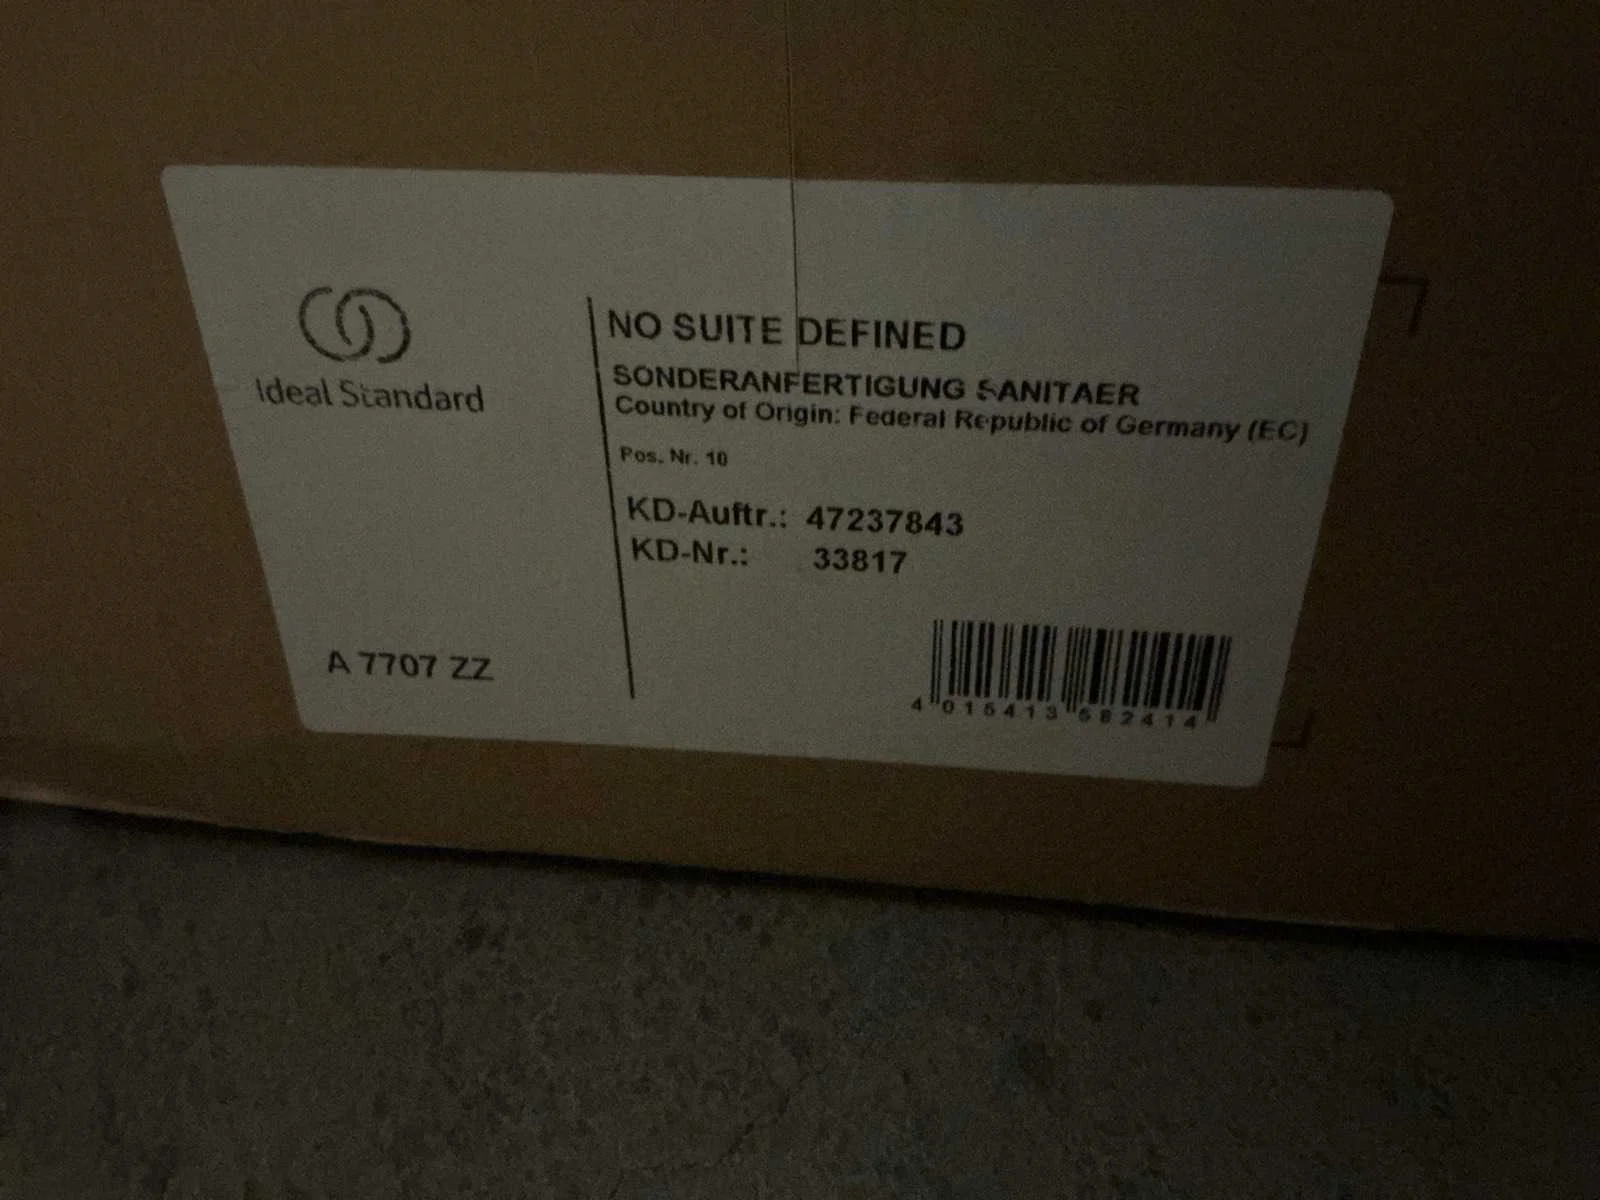 Ideal Standard
NO SUITE DEFINED
SONDERANFERTIGUNG SANITAER
Country of Origin: Federal Republic of Germany (EC)
Pos. Nr. 10
KD-Auftr.: 47237843
KD-Nr.: 33817
A 7707 ZZ
4 015413 582414